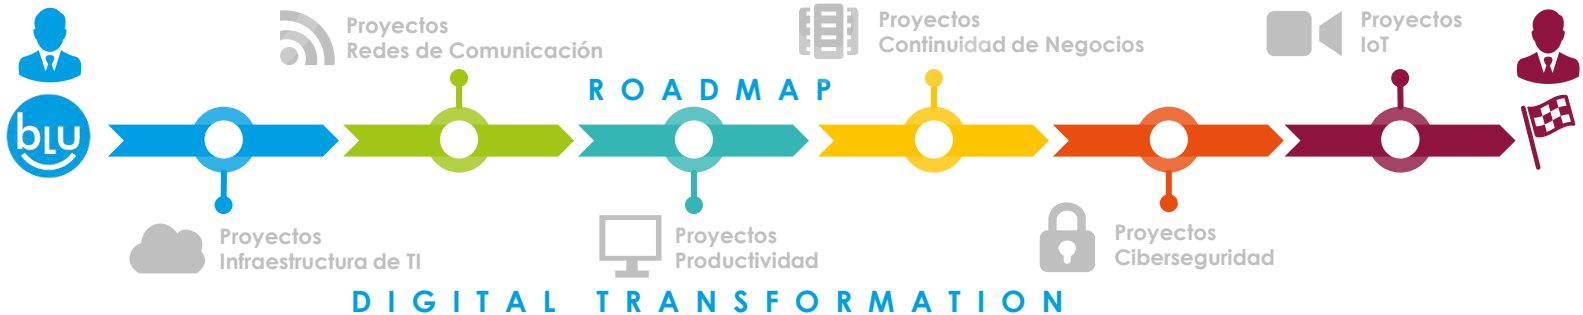 Proyectos
Redes de Comunicación
Proyectos
Continuidad de Negocios
Proyectos
IoT
ROADMAP
bLU
Proyectos
Infraestructura de TI
Proyectos
Productividad
Proyectos
Ciberseguridad
DIGITAL TRANSFORMATION